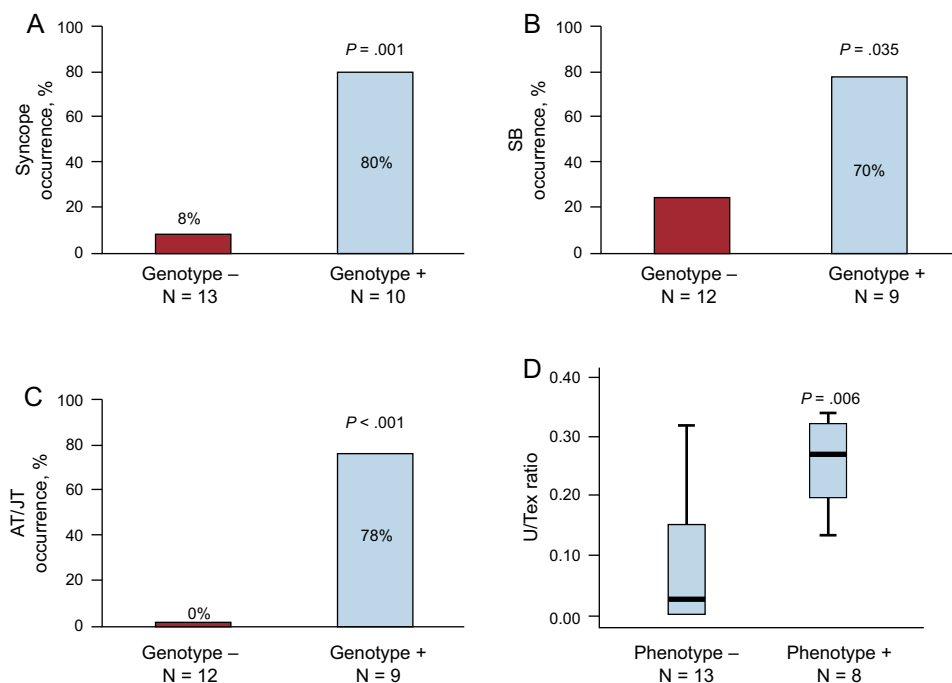 A
100
80
60
40
20
0
Syncope
occurrence, %
8%
P = .001
80%
Genotype –
N = 13
Genotype +
N = 10
B
100
80
60
40
20
0
SB
occurrence, %
P = .035
70%
Genotype –
N = 12
Genotype +
N = 9
C
100
80
60
40
20
0
AT/JT
occurrence, %
0%
P < .001
78%
Genotype –
N = 12
Genotype +
N = 9
D
0.40
0.30
0.20
0.10
0.00
U/Tex ratio
P = .006
Phenotype –
N = 13
Phenotype +
N = 8